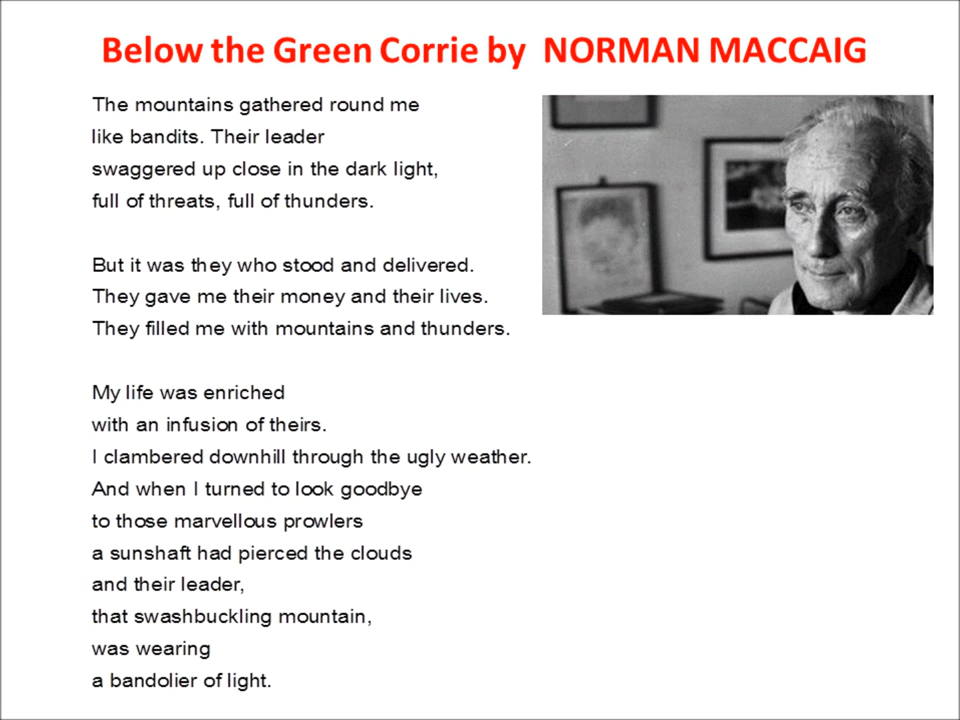 Below the Green Corrie by NORMAN MACCAIG
The mountains gathered round me
like bandits. Their leader
swaggered up close in the dark light,
full of threats, full of thunders.
But it was they who stood and delivered.
They gave me their money and their lives.
They filled me with mountains and thunders.
My life was enriched
with an infusion of theirs.
I clambered downhill through the ugly weather.
And when I turned to look goodbye
to those marvellous prowlers
a sunshaft had pierced the clouds
and their leader,
that swashbuckling mountain,
was wearing
a bandolier of light.